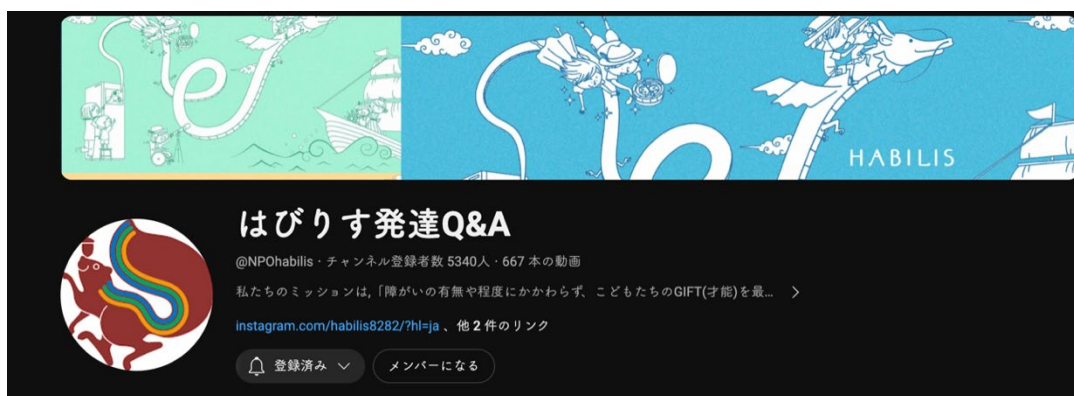 HABILIS
はびりす発達Q&A
@NPOhabilis・チャンネル登録者数 5340人・667 本の動画
私たちのミッションは,「障がいの有無や程度にかかわらず、こどもたちのGIFT(才能)を最...
instagram.com/habilis8282/?hl=ja 、他 2 件のリンク
登録済み
メンバーになる